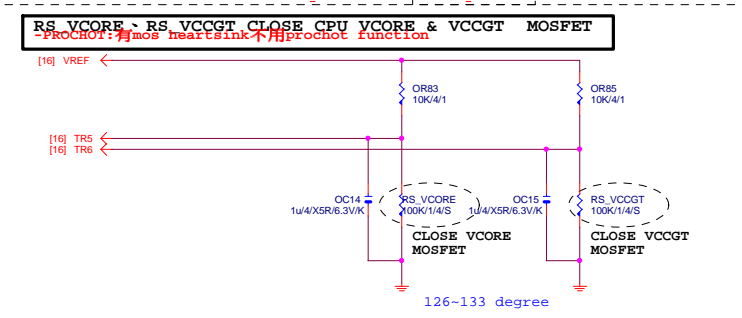 RS_VCORE、RS_VCCGT CLOSE CPU VCORE & VCCGT MOSFET
-PROCHOT:有mos heartsink不用prochot function
[16] VREF
OR83
10K/4/1
OR85
10K/4/1
[16] TR5
[16] TR6
OC14
1u/4/X5R/6.3V/K
RS_VCORE
100K/1/4/S
OC15
1u/4/X5R/6.3V/K
RS_VCCGT
100K/1/4/S
CLOSE VCORE
MOSFET
CLOSE VCCGT
MOSFET
126~133 degree